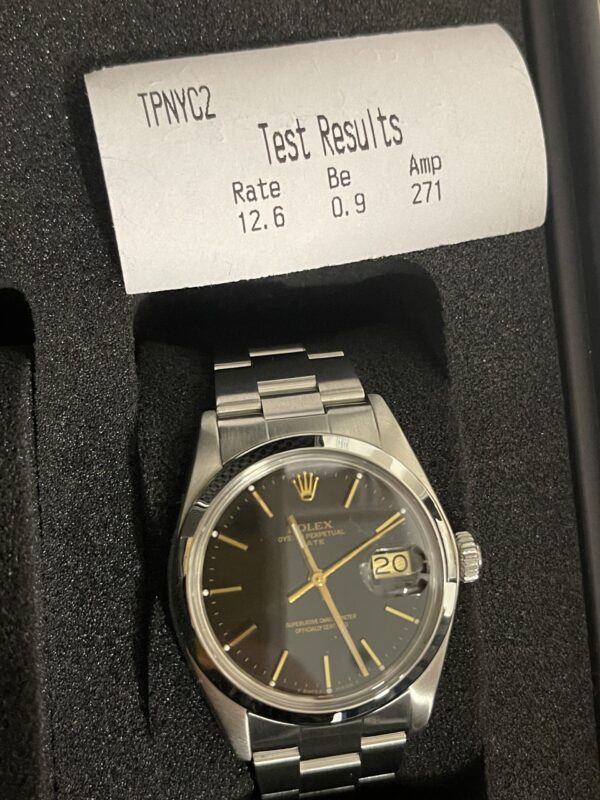 TPNYC2
Test Results
Rate Be Amp
12.6 0.9 271
ROLEX
OYSTER PERPETUAL
DATE
20
SUPERLATIVE CHRONOMETER
OFFICIALLY CERTIFIED